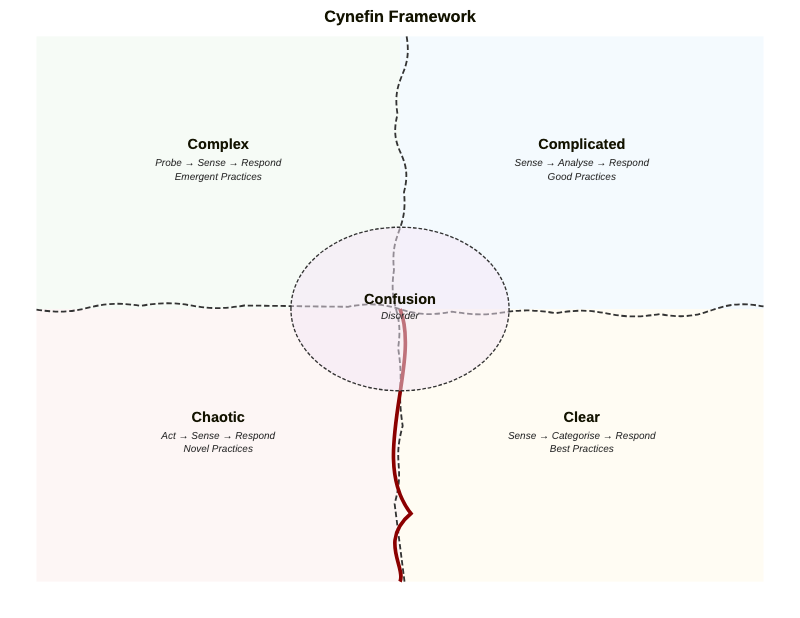 Cynefin Framework
Complex
Probe → Sense → Respond
Emergent Practices
Complicated
Sense → Analyse → Respond
Good Practices
Confusion
Disorder
Chaotic
Act → Sense → Respond
Novel Practices
Clear
Sense → Categorise → Respond
Best Practices